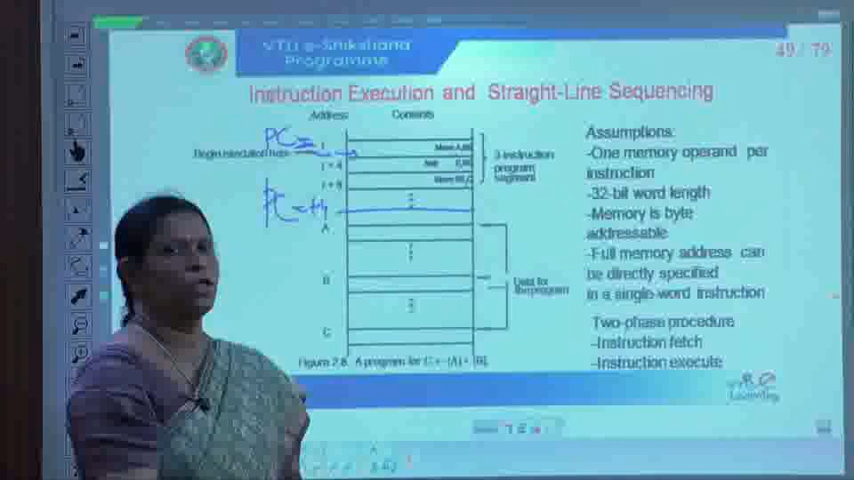 VTU e-Shikshana
Programme
49 / 79
Instruction Execution and Straight-Line Sequencing
Address
Contents
PC=
i
Begin execution here
Move A,R0
i + 4
Add B,R0
i + 8
Move R0,C
3-instruction
program
segment
PC=
A
B
C
Data for
the program
Figure 2.8. A program for C ← [A] + [B].
Assumptions:
-One memory operand per
instruction
-32-bit word length
-Memory is byte
addressable
-Full memory address can
be directly specified
in a single-word instruction
Two-phase procedure
-Instruction fetch
-Instruction execute
Learning